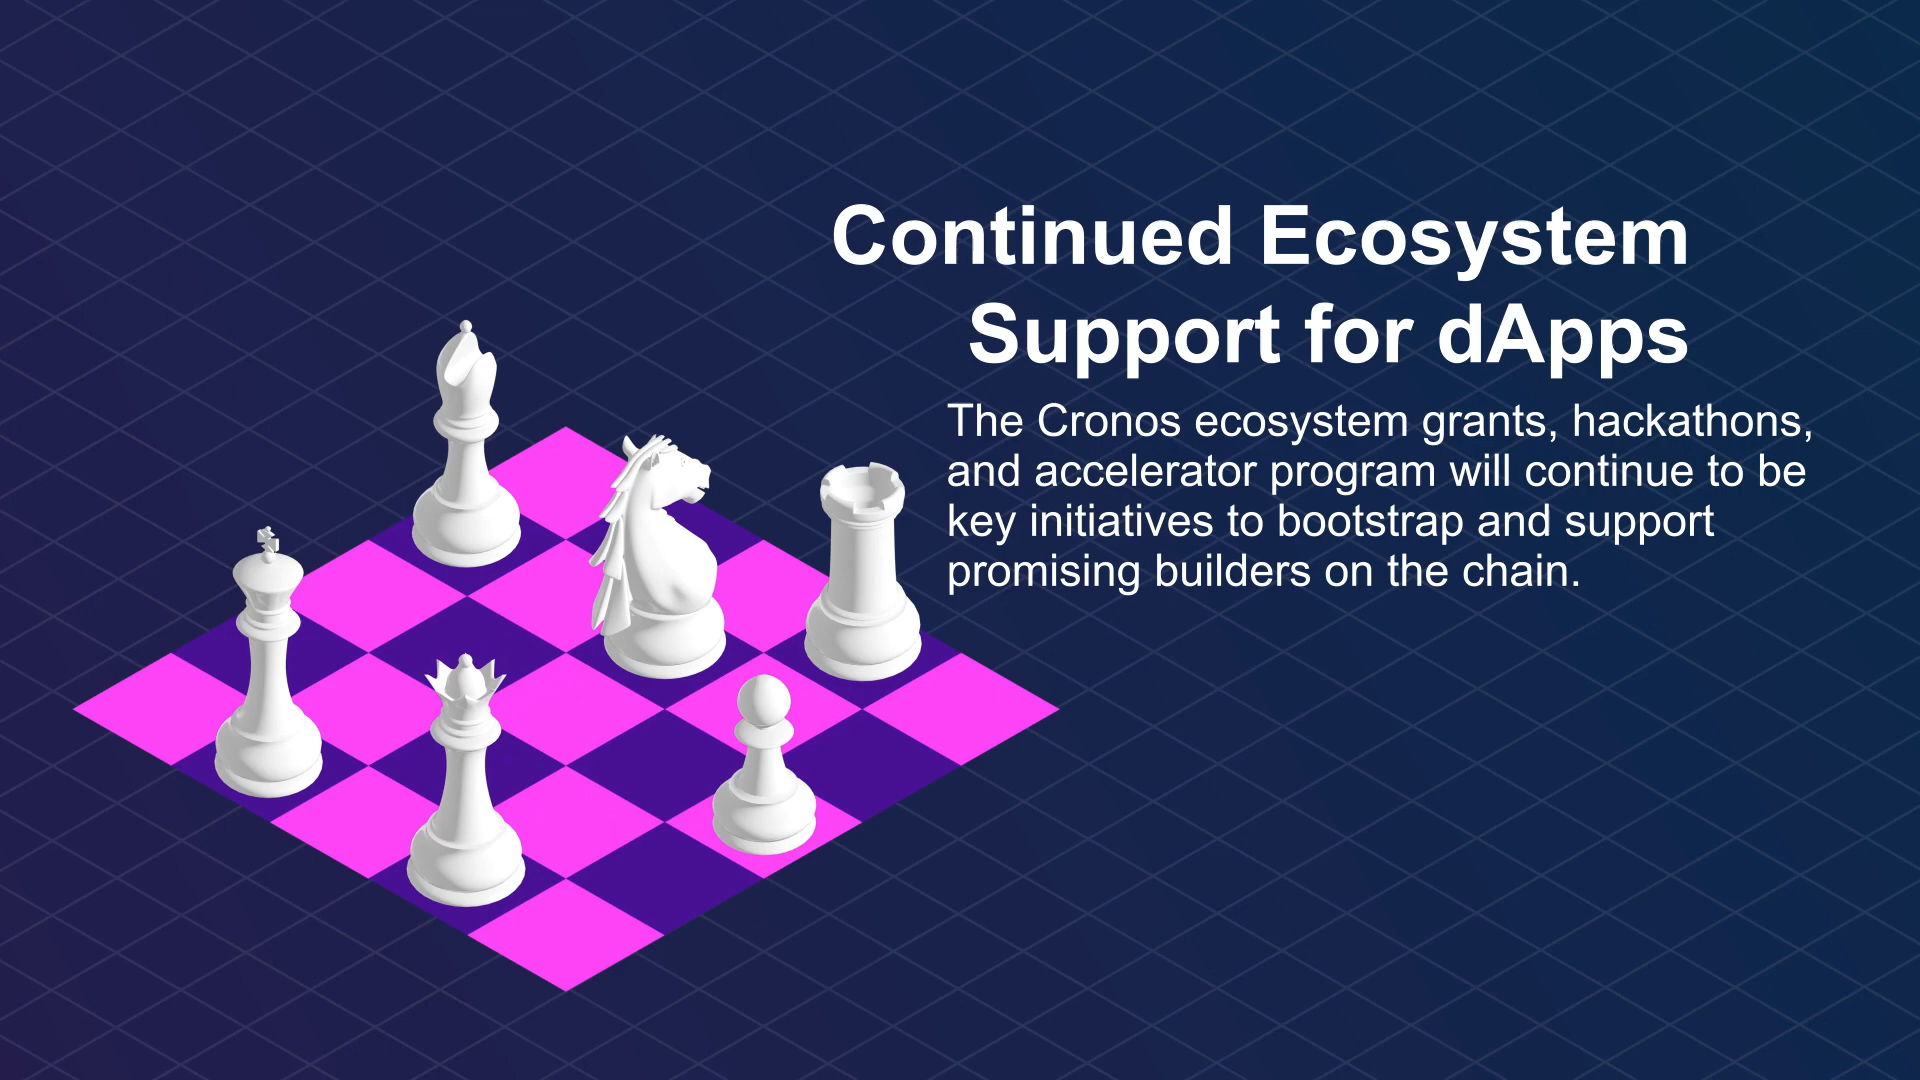 Continued Ecosystem
Support for dApps
The Cronos ecosystem grants, hackathons,
and accelerator program will continue to be
key initiatives to bootstrap and support
promising builders on the chain.